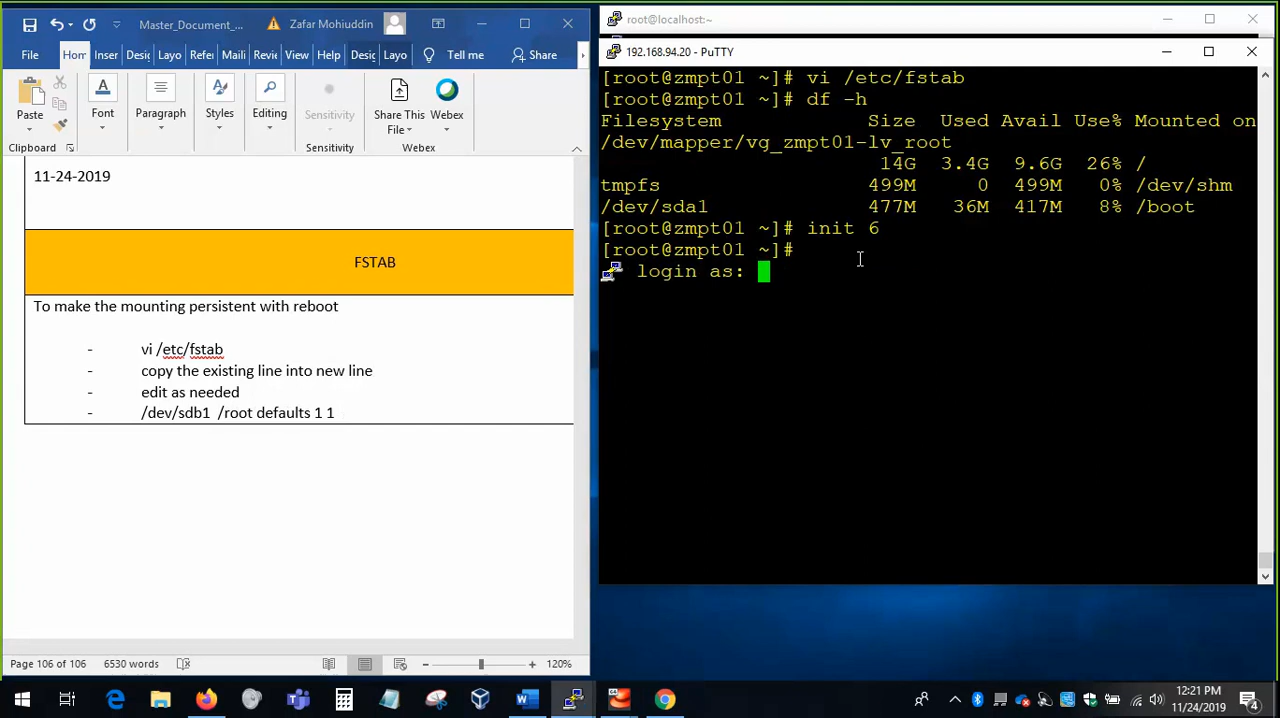 Master_Document_...
Zafar Mohiuddin
File
Hom
Inser
Desig
Layo
Refer
Maili
Revi
View
Help
Desig
Layo
Tell me
Share
Paste
Font
Paragraph
Styles
Editing
Share This
Portion
Webex
Clipboard
Sensitivity
Sensitivity
Webex
11-24-2019
FSTAB
To make the mounting persistent with reboot
- vi /etc/fstab
- copy the existing line into new line
- edit as needed
- /dev/sdb1 /root defaults 1 1
Page 106 of 106
6530 words
120%
root@localhost:~
192.168.94.20 - PuTTY
[root@zmpt01 ~]# vi /etc/fstab
[root@zmpt01 ~]# df -h
Filesystem Size Used Avail Use% Mounted on
/dev/mapper/vg_zmpt01-lv_root
14G 3.4G 9.6G 26% /
tmpfs 499M 0 499M 0% /dev/shm
/dev/sda1 477M 36M 417M 8% /boot
[root@zmpt01 ~]# init 6
[root@zmpt01 ~]#
login as:
12:21 PM
11/24/2019
4